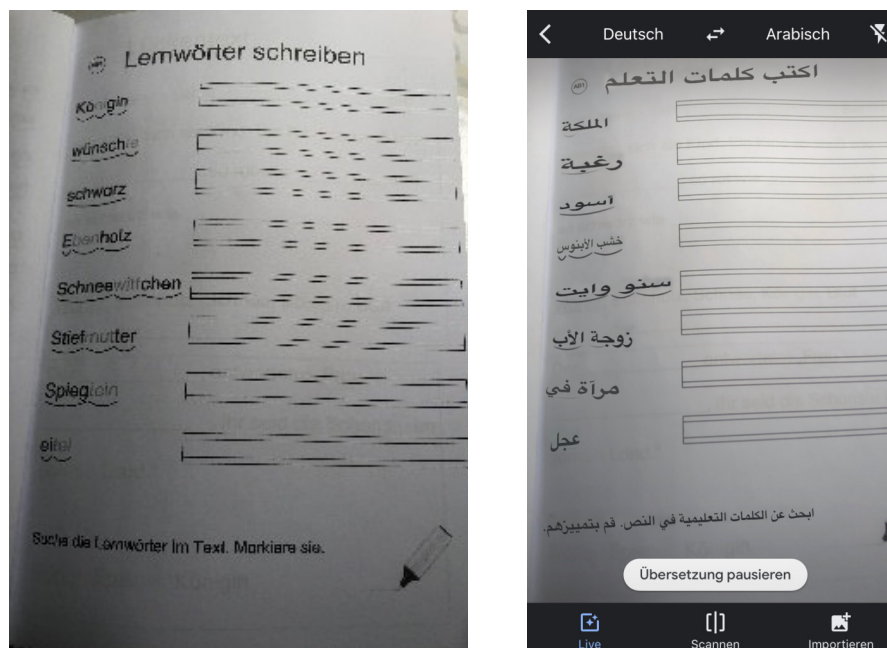 Lernwörter schreiben
Königin
wünschte
schwarz
Ebenholz
Schneewittchen
Stiefmutter
Spieglein
eitel
Suche die Lernwörter im Text. Markiere sie.
Deutsch
Arabisch
اكتب كلمات التعلم
الملكة
رغبة
أسود
خشب الأبنوس
سنو وايت
زوجة الأب
مرآة في
عجل
ابحث عن الكلمات التعليمية في النص. قم بتمييزهم.
Übersetzung pausieren
Live
Scannen
Importieren